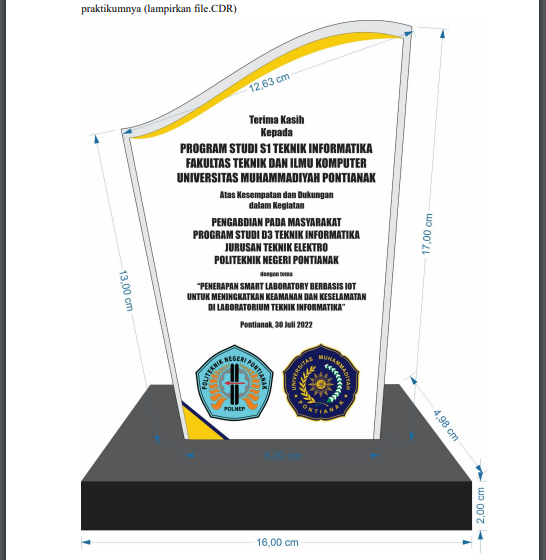 praktikumnya (lampirkan file.CDR)
12,63 cm
Terima Kasih
Kepada
PROGRAM STUDI S1 TEKNIK INFORMATIKA
FAKULTAS TEKNIK DAN ILMU KOMPUTER
UNIVERSITAS MUHAMMADIYAH PONTIANAK
Atas Kesempatan dan Dukungan
dalam Kegiatan
PENGABDIAN PADA MASYARAKAT
PROGRAM STUDI D3 TEKNIK INFORMATIKA
JURUSAN TEKNIK ELEKTRO
POLITEKNIK NEGERI PONTIANAK
dengan tema
"PENERAPAN SMART LABORATORY BERBASIS IOT
UNTUK MENINGKATKAN KEAMANAN DAN KESELAMATAN
DI LABORATORIUM TEKNIK INFORMATIKA"
Pontianak, 30 Juli 2022
17,00 cm
13,00 cm
POLITEKNIK NEGERI PONTIANAK
POLNEP
UNIVERSITAS MUHAMMADIYAH
PONTIANAK
4,98 cm
2,00 cm
16,00 cm